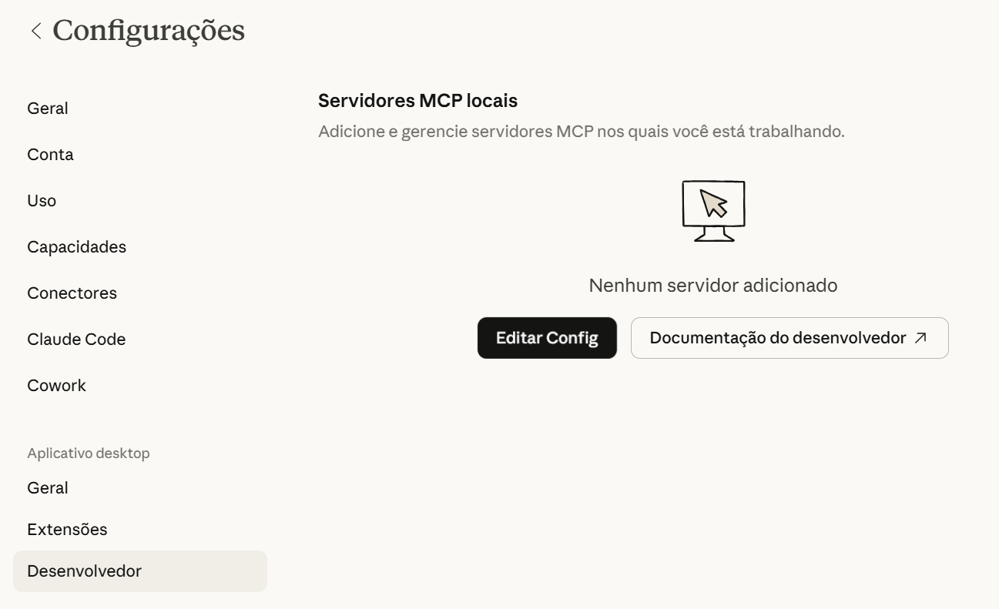 Configurações
Geral
Conta
Uso
Capacidades
Conectores
Claude Code
Cowork
Aplicativo desktop
Geral
Extensões
Desenvolvedor
Servidores MCP locais
Adicione e gerencie servidores MCP nos quais você está trabalhando.
Nenhum servidor adicionado
Editar Config
Documentação do desenvolvedor